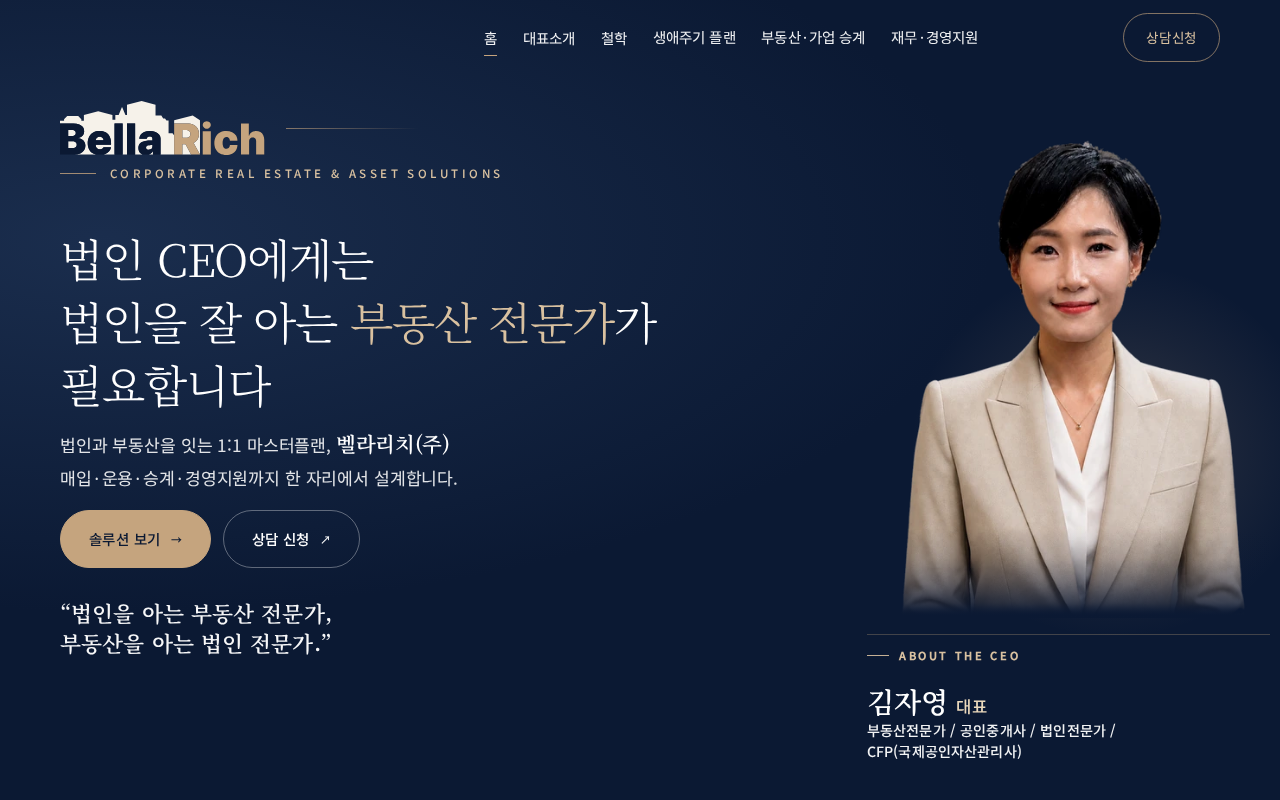 홈 대표소개 철학 생애주기 플랜 부동산·가업 승계 재무·경영지원 상담신청
Bella Rich
CORPORATE REAL ESTATE & ASSET SOLUTIONS
법인 CEO에게는
법인을 잘 아는 부동산 전문가가
필요합니다
법인과 부동산을 잇는 1:1 마스터플랜, 벨라리치(주)
매입·운용·승계·경영지원까지 한 자리에서 설계합니다.
솔루션 보기 → 상담 신청 ↗
“법인을 아는 부동산 전문가,
부동산을 아는 법인 전문가.”
ABOUT THE CEO
김자영 대표
부동산전문가 / 공인중개사 / 법인전문가 /
CFP(국제공인자산관리사)